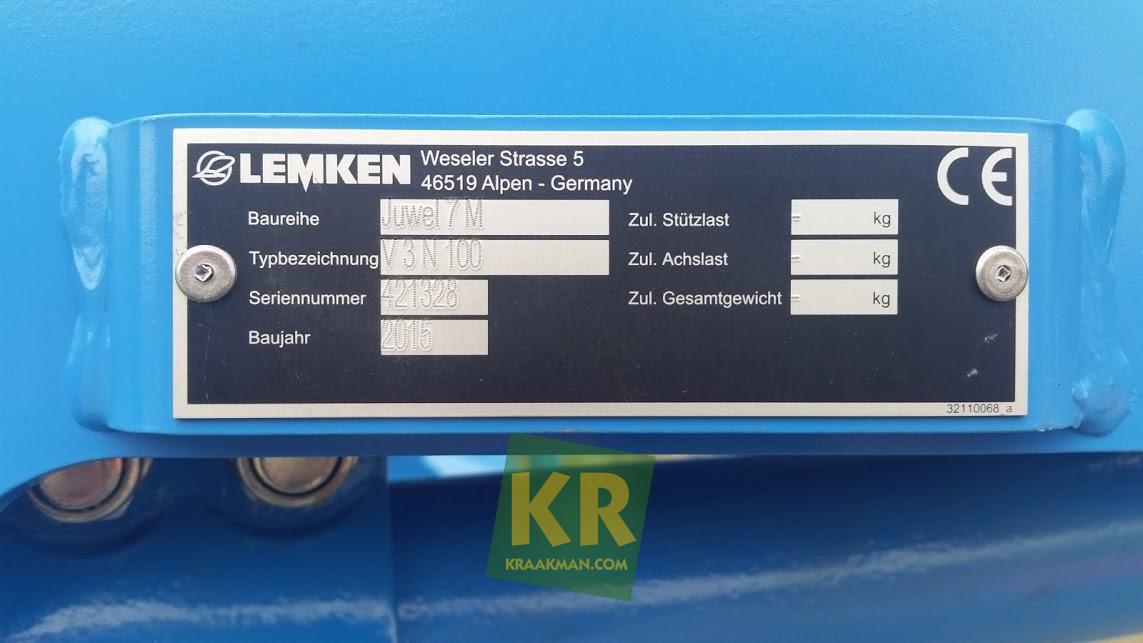 LEMKEN Weseler Strasse 5
46519 Alpen - Germany
CE
Baureihe Juwel 7 M
Typbezeichnung V 3 N 100
Seriennummer 421328
Baujahr 2015
Zul. Stützlast - kg
Zul. Achslast - kg
Zul. Gesamtgewicht - kg
32110068_a
KR
KRAAKMAN.COM